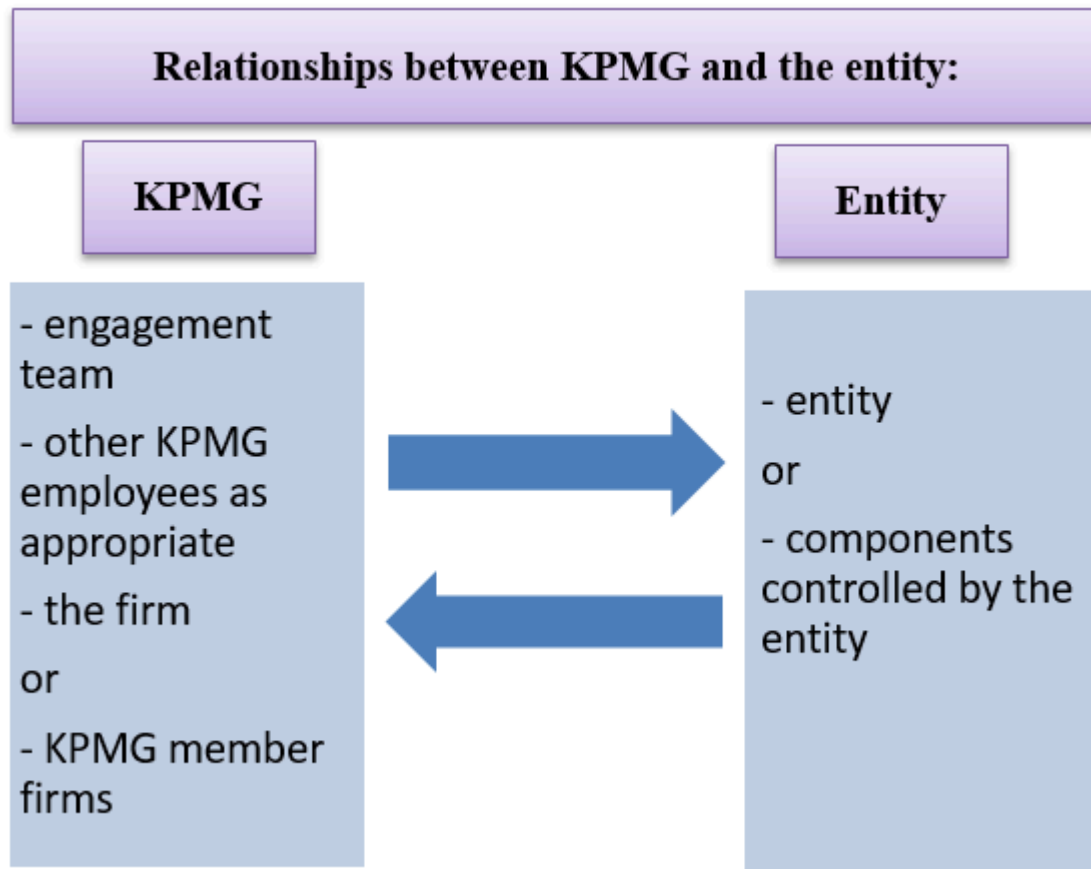 Relationships between KPMG and the entity:
KPMG
- engagement
team
- other KPMG
employees as
appropriate
- the firm
or
- KPMG member
firms
Entity
- entity
or
- components
controlled by the
entity